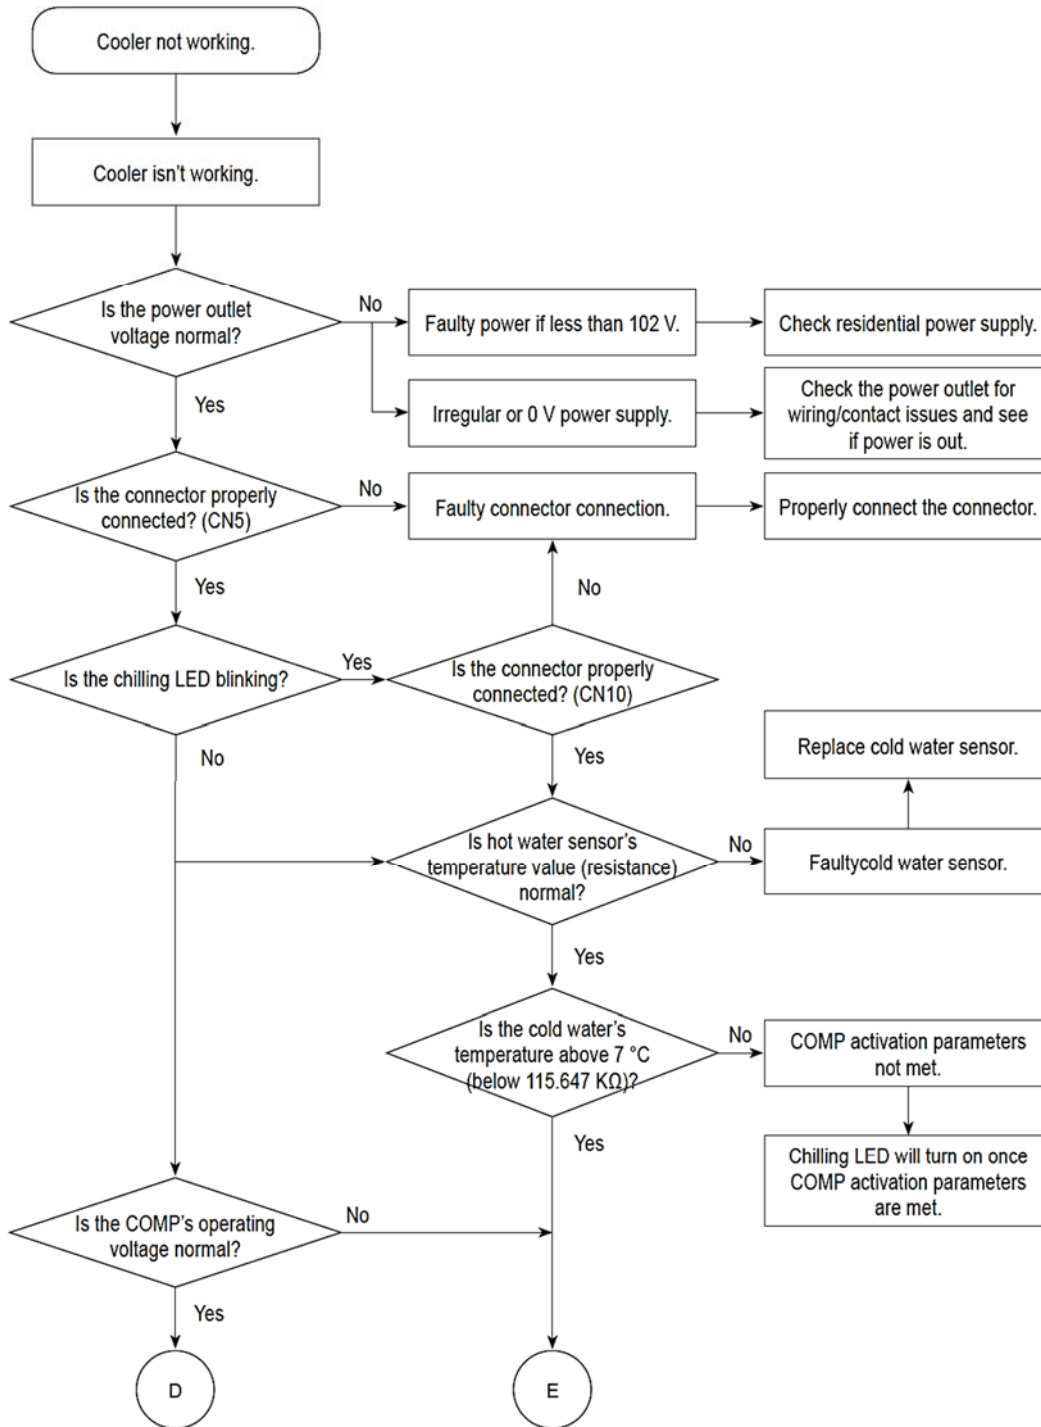 Cooler not working.
Cooler isn't working.
Is the power outlet
voltage normal?
No
Faulty power if less than 102 V.
Check residential power supply.
Yes
Irregular or 0 V power supply.
Check the power outlet for
wiring/contact issues and see
if power is out.
Is the connector properly
connected? (CN5)
No
Faulty connector connection.
Properly connect the connector.
Yes
No
Is the chilling LED blinking?
Yes
Is the connector properly
connected? (CN10)
No
Yes
Replace cold water sensor.
Is hot water sensor's
temperature value (resistance)
normal?
No
Faultycold water sensor.
Yes
Is the cold water's
temperature above 7 °C
(below 115.647 KΩ)?
No
COMP activation parameters
not met.
Yes
Chilling LED will turn on once
COMP activation parameters
are met.
Is the COMP's operating
voltage normal?
No
Yes
D
E